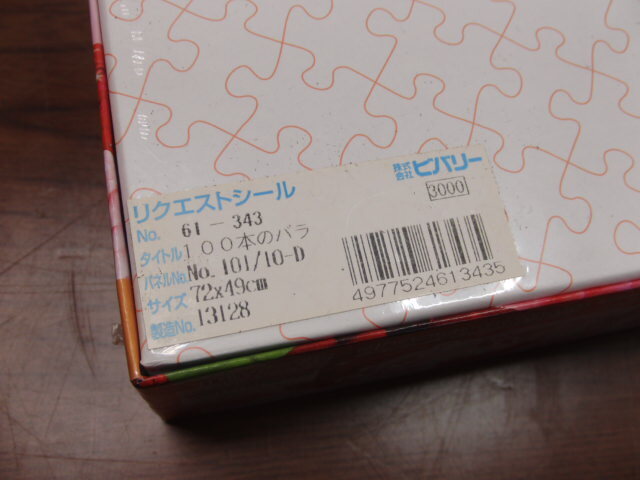 リクエストシール
株式会社 ビバリー
3000
No. 61-343
タイトル 100本のバラ
パネルNo. No. 101/10-D
サイズ 72x49cm
製造No. 13128
4977524613435